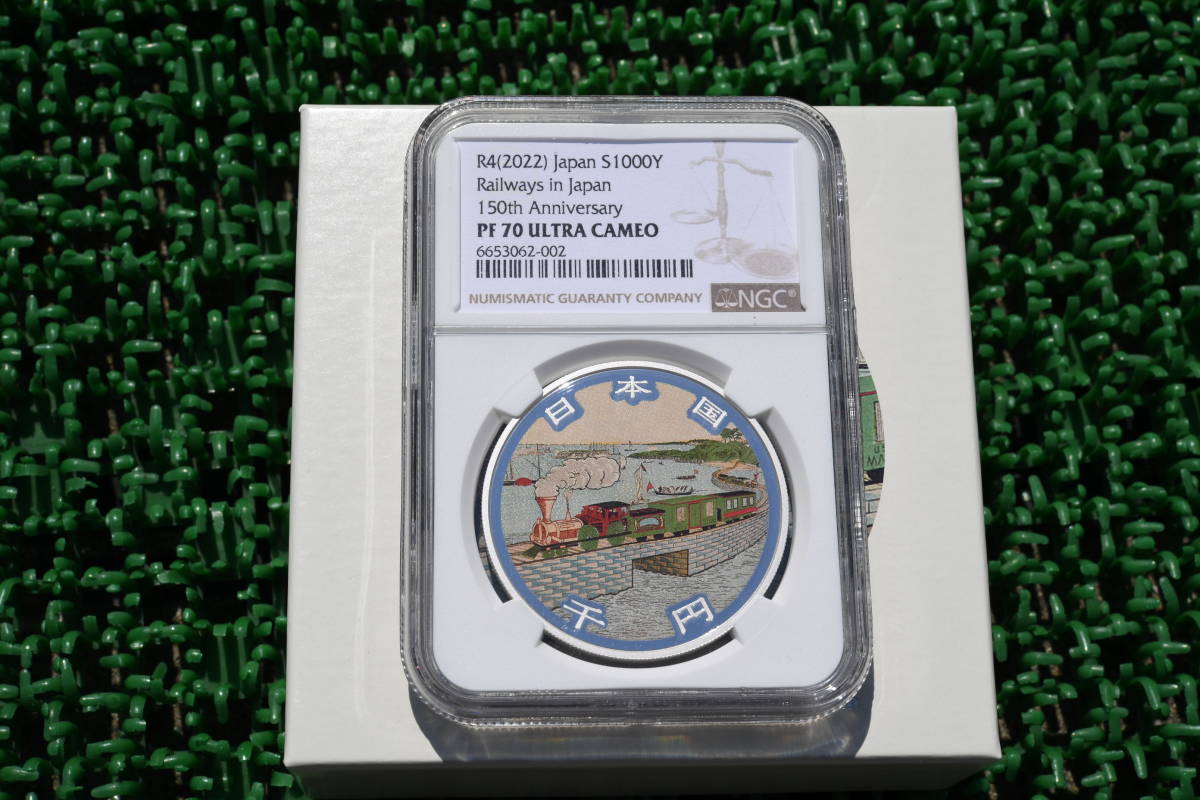 R4(2022) Japan S1000Y
Railways in Japan
150th Anniversary
PF 70 ULTRA CAMEO
6653062-002
NUMISMATIC GUARANTY COMPANY NGC®
日本国
千円